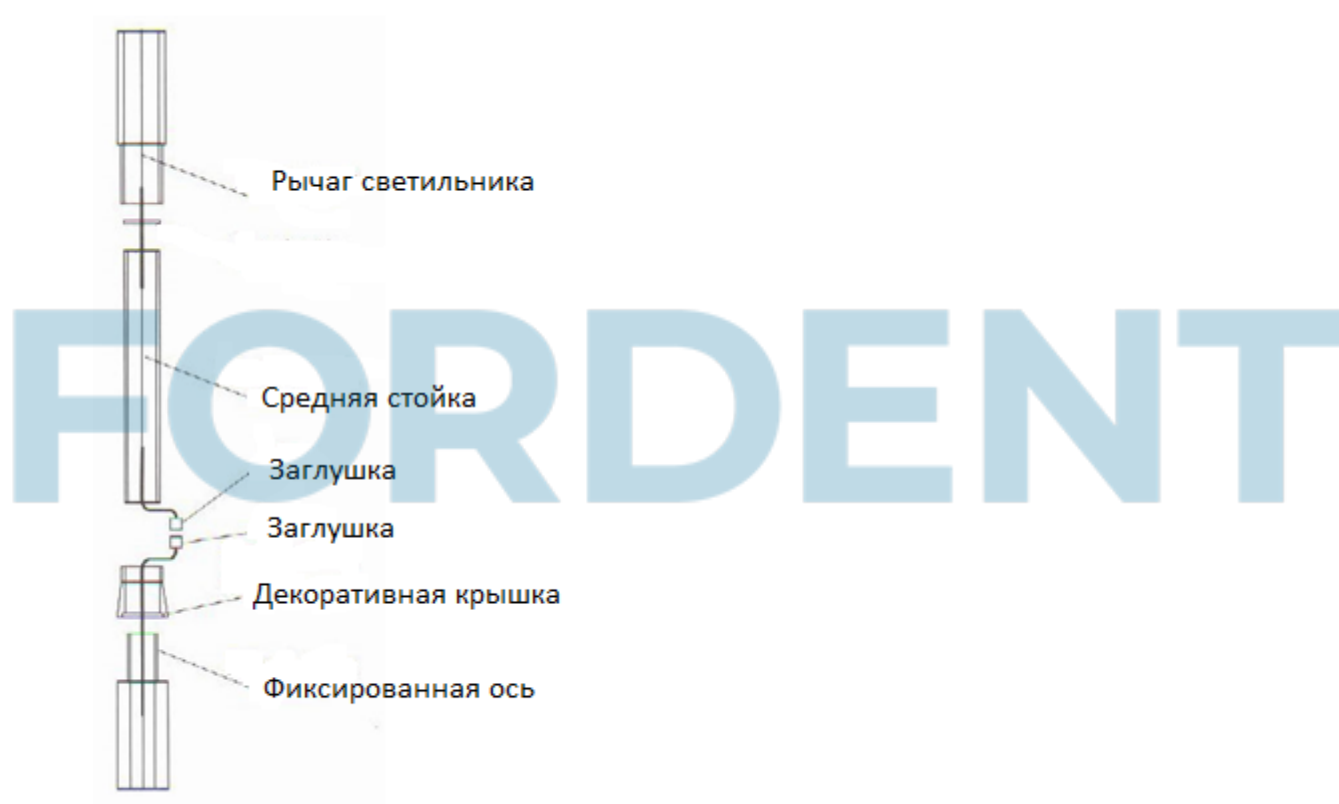 Рычаг светильника
FORDENT
Средняя стойка
Заглушка
Заглушка
Декоративная крышка
Фиксированная ось